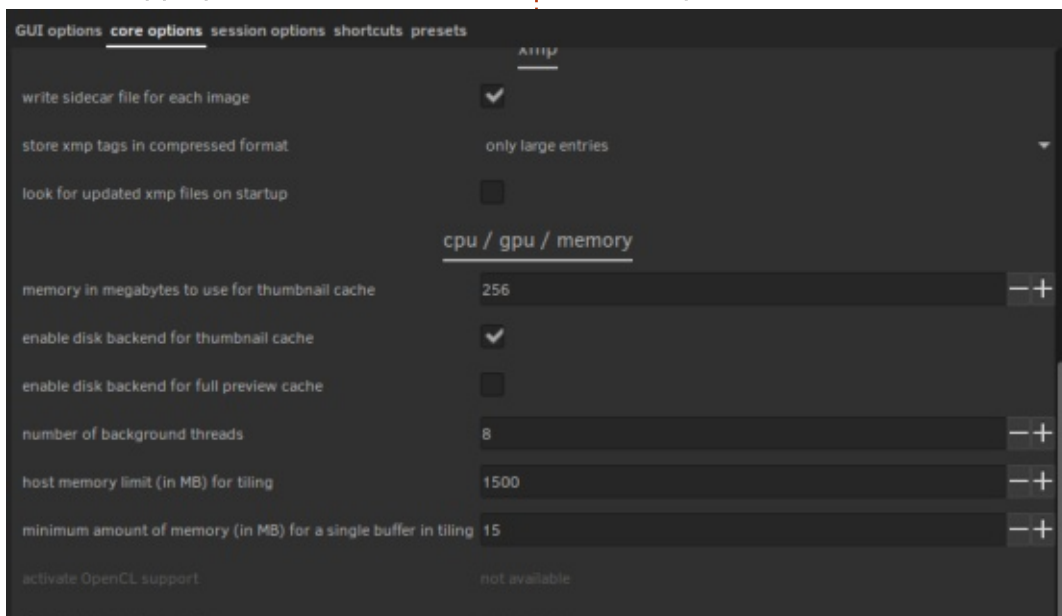 GUI options core options session options shortcuts presets
xmp
write sidecar file for each image
store xmp tags in compressed format only large entries
look for updated xmp files on startup
cpu / gpu / memory
memory in megabytes to use for thumbnail cache 256
enable disk backend for thumbnail cache
enable disk backend for full preview cache
number of background threads 8
host memory limit (in MB) for tiling 1500
minimum amount of memory (in MB) for a single buffer in tiling 15
activate OpenCL support not available